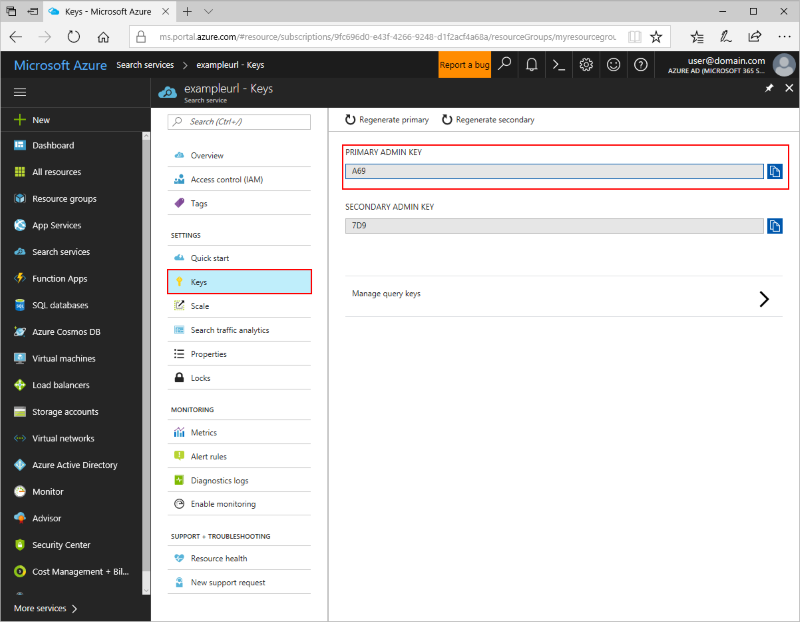 Keys - Microsoft Azure
ms.portal.azure.com/#resource/subscriptions/9fc696d0-e43f-4266-9248-d1f2acf4a68a/resourceGroups/myresourcegrou
Microsoft Azure Search services > exampleurl - Keys
Report a bug
user@domain.com
AZURE AD (MICROSOFT 365 S...
exampleurl - Keys
Search service
New
Dashboard
All resources
Resource groups
App Services
Search services
Function Apps
SQL databases
Azure Cosmos DB
Virtual machines
Load balancers
Storage accounts
Virtual networks
Azure Active Directory
Monitor
Advisor
Security Center
Cost Management + Bil...
More services >
Search (Ctrl+/)
Overview
Access control (IAM)
Tags
SETTINGS
Quick start
Keys
Scale
Search traffic analytics
Properties
Locks
MONITORING
Metrics
Alert rules
Diagnostics logs
Enable monitoring
SUPPORT + TROUBLESHOOTING
Resource health
New support request
Regenerate primary Regenerate secondary
PRIMARY ADMIN KEY
A69
SECONDARY ADMIN KEY
7D9
Manage query keys